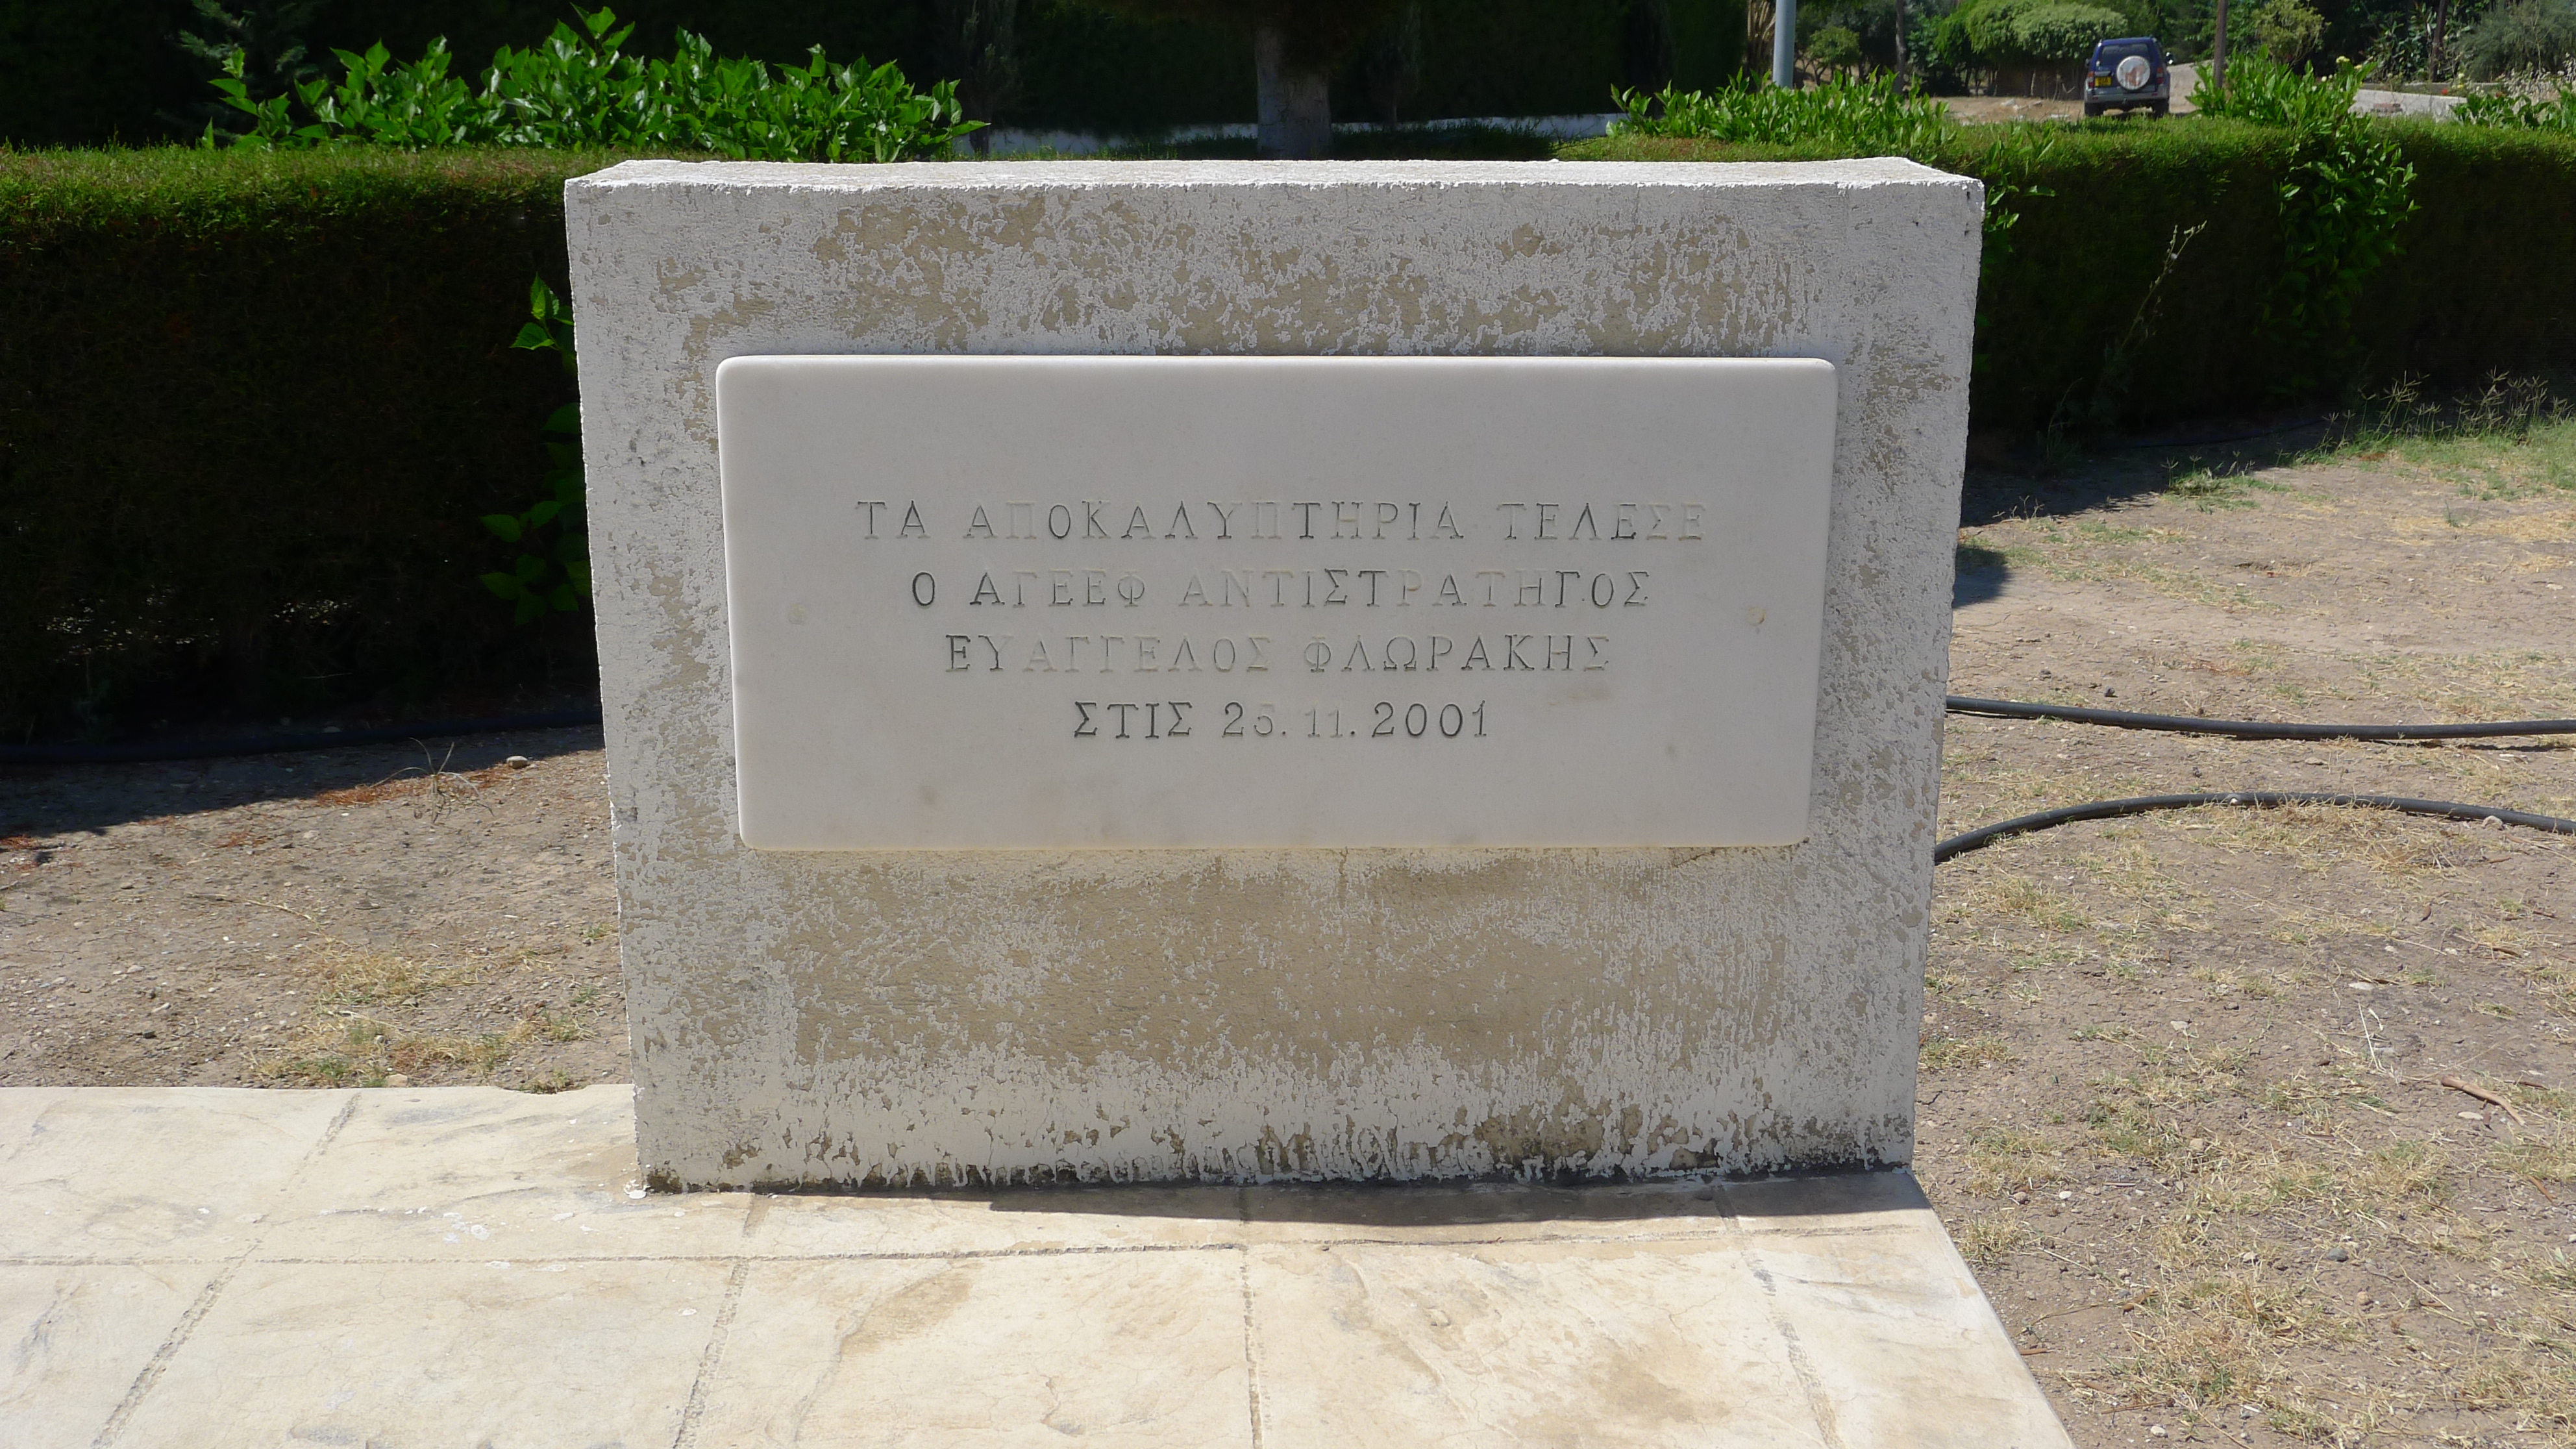 ΤΑ ΑΠΟΚΑΛΥΠΤΗΡΙΑ ΤΕΛΕΣΕ
Ο ΑΓΕΕΦ ΑΝΤΙΣΤΡΑΤΗΓΟΣ
ΕΥΑΓΓΕΛΟΣ ΦΛΩΡΑΚΗΣ
ΣΤΙΣ 25.11.2001